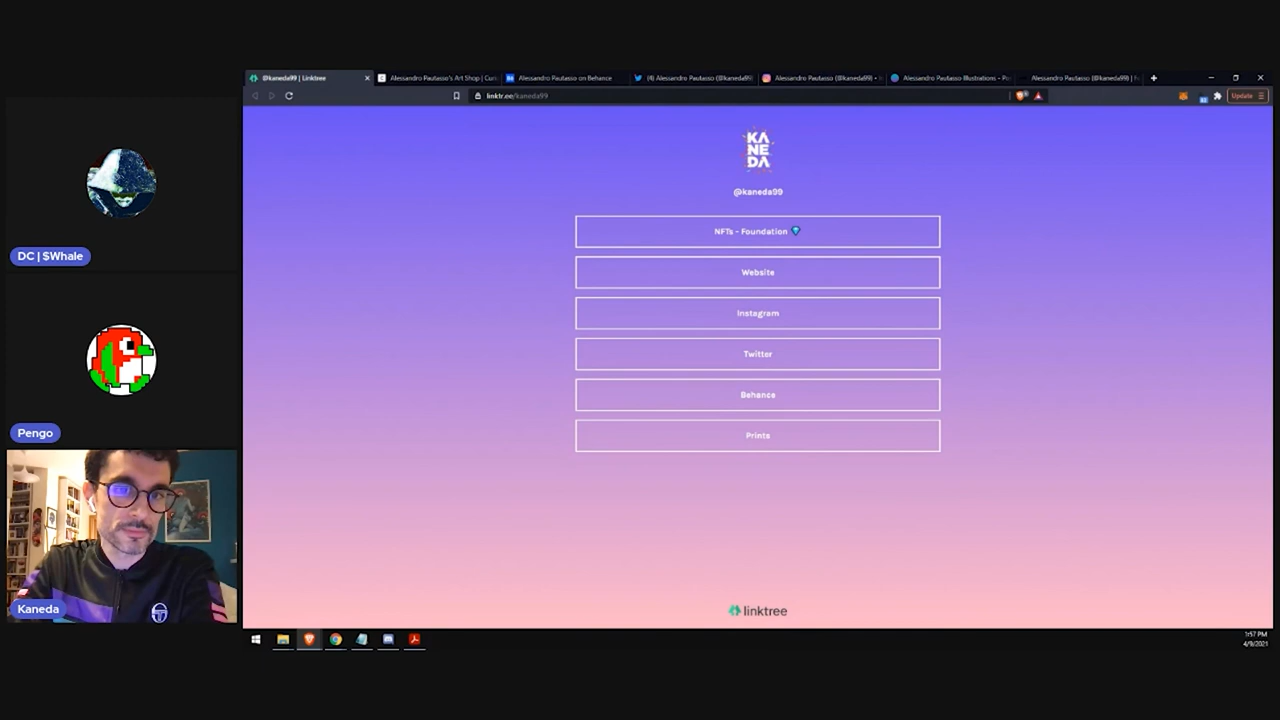 @kaneda99 | Linktree
Alessandro Pautasso's Art Shop | Curi
Alessandro Pautasso on Behance
(4) Alessandro Pautasso (@kaneda99)
Alessandro Pautasso (@kaneda99) •
Alessandro Pautasso Illustrations - Po
Alessandro Pautasso (@kaneda99) | F
linktr.ee/kaneda99
Update
DC | $Whale
Pengo
Kaneda
KA
NE
DA
@kaneda99
NFTs - Foundation
Website
Instagram
Twitter
Behance
Prints
linktree
1:57 PM
4/9/2021